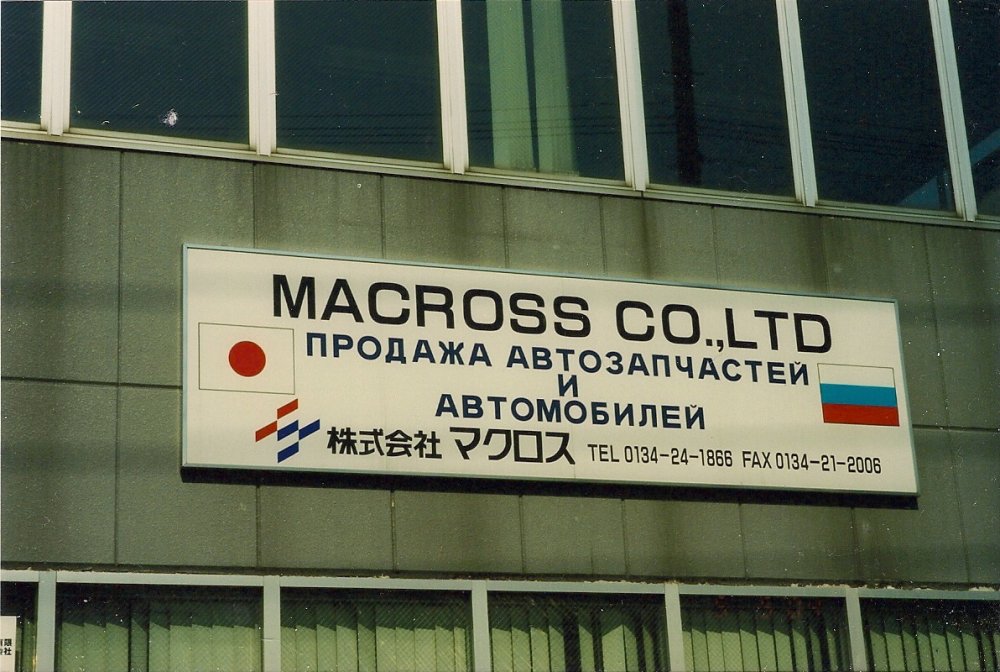 MACROSS CO.,LTD
ПРОДАЖА АВТОЗАПЧАСТЕЙ
И
АВТОМОБИЛЕЙ
株式会社 マクロス TEL 0134-24-1866 FAX 0134-21-2006